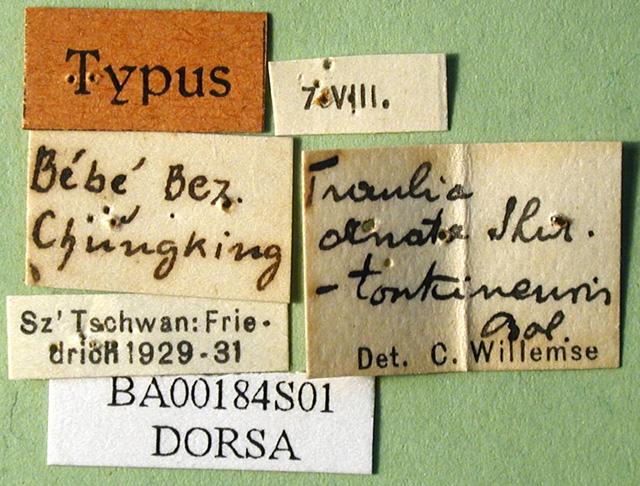 Typus
7.VIII.
Bébé Bez.
Chungking
Traulia
ornata Shir.
- tonkinensis
Bol.
Det. C. Willemse
Sz' Tschwan: Frie-
drich 1929-31
BA00184S01
DORSA